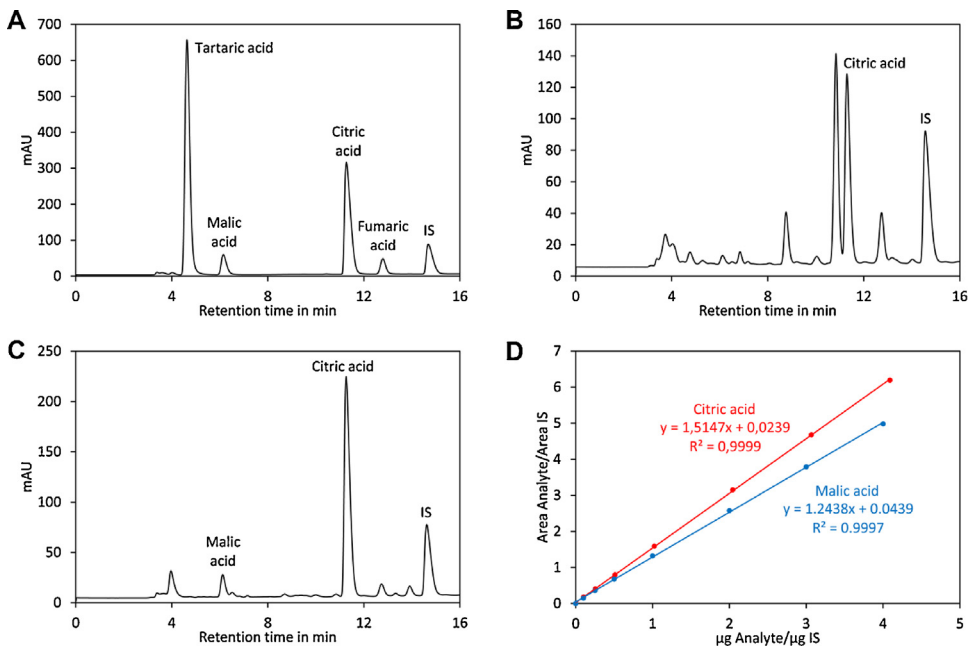 A
700
600
500
400
300
200
100
0
mAU
Tartaric acid
Malic
acid
Citric
acid
Fumaric
acid
IS
0
4
8
12
16
Retention time in min
B
160
140
120
100
80
60
40
20
0
mAU
Citric acid
IS
0
4
8
12
16
Retention time in min
C
250
200
150
100
50
0
mAU
Citric acid
Malic
acid
IS
0
4
8
12
16
Retention time in min
D
7
6
5
4
3
2
1
0
Area Analyte/Area IS
Citric acid
y = 1,5147x + 0,0239
R² = 0,9999
Malic acid
y = 1.2438x + 0.0439
R² = 0.9997
0
1
2
3
4
5
µg Analyte/µg IS